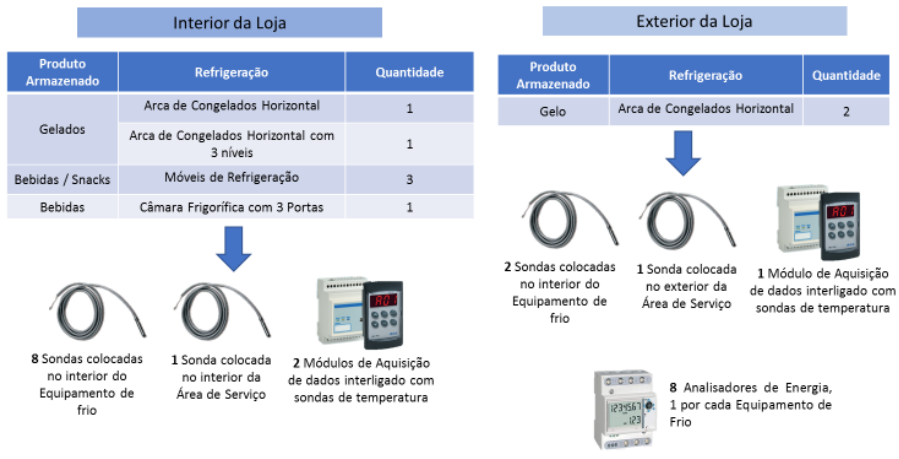 Interior da Loja
Produto
Armazenado
Refrigeração
Quantidade
Gelados
Arca de Congelados Horizontal
1
Arca de Congelados Horizontal com
3 níveis
1
Bebidas / Snacks
Móveis de Refrigeração
3
Bebidas
Câmara Frigorífica com 3 Portas
1
8 Sondas colocadas
no interior do
Equipamento de
frio
1 Sonda colocada
no interior da
Área de Serviço
A01
2 Módulos de Aquisição
de dados interligado com
sondas de temperatura
Exterior da Loja
Produto
Armazenado
Refrigeração
Quantidade
Gelo
Arca de Congelados Horizontal
2
2 Sondas colocadas
no interior do
Equipamento de
frio
1 Sonda colocada
no exterior da
Área de Serviço
A01
1 Módulo de Aquisição
de dados interligado com
sondas de temperatura
8 Analisadores de Energia,
1 por cada Equipamento de
Frio